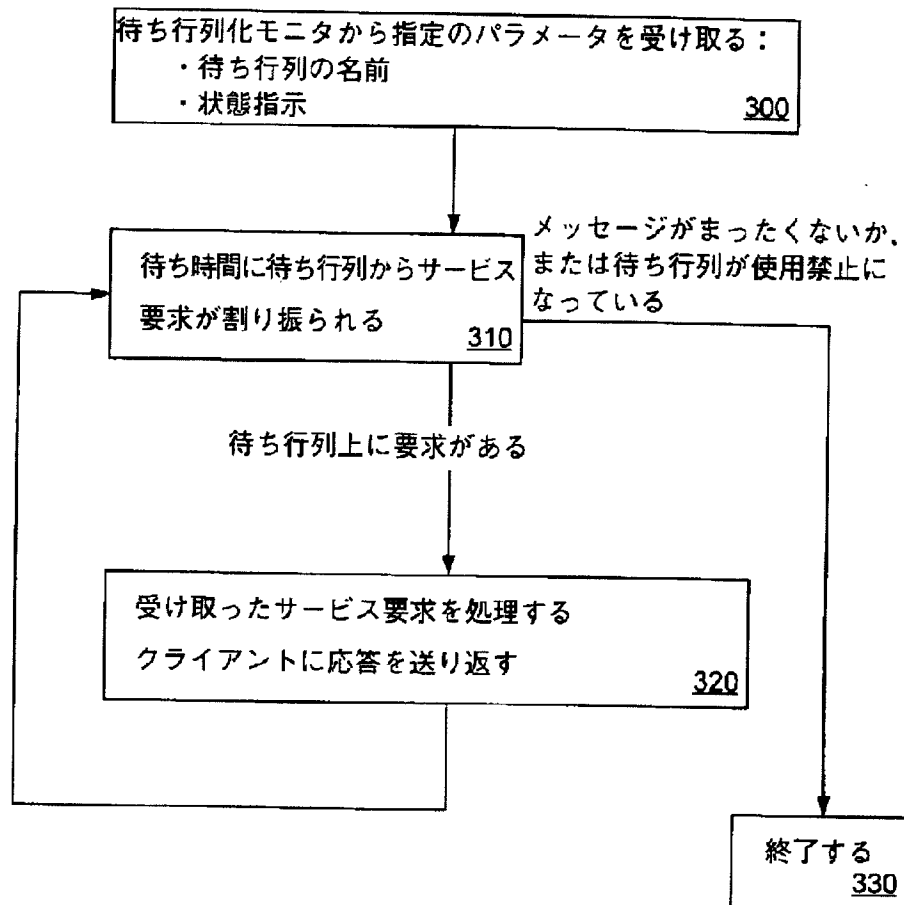 待ち行列化モニタから指定のパラメータを受け取る：
・待ち行列の名前
・状態指示
300
メッセージがまったくないか、
または待ち行列が使用禁止に
なっている
待ち時間に待ち行列からサービス
要求が割り振られる
310
待ち行列上に要求がある
受け取ったサービス要求を処理する
クライアントに応答を送り返す
320
終了する
330